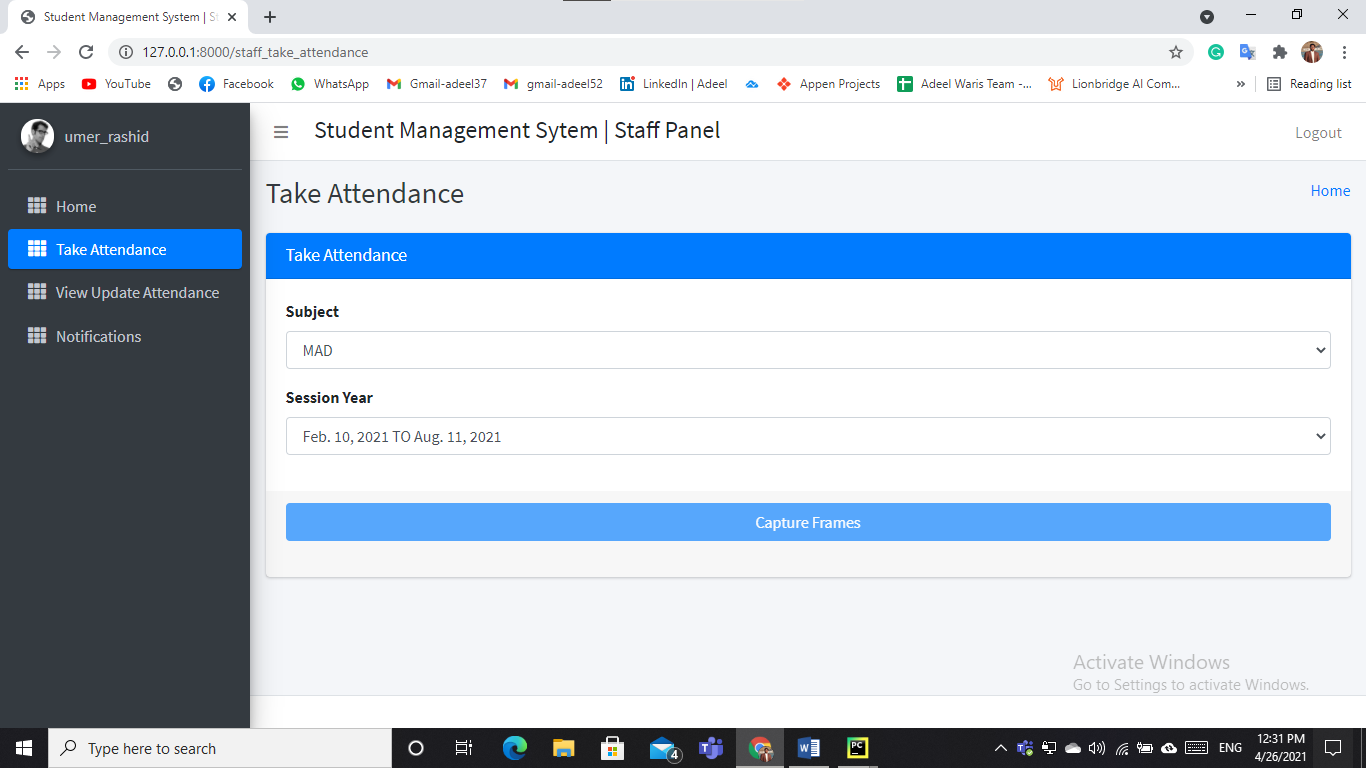 Student Management System | St
127.0.0.1:8000/staff_take_attendance
Apps YouTube Facebook WhatsApp Gmail-adeel37 gmail-adeel52 LinkedIn | Adeel Appen Projects Adeel Waris Team -... Lionbridge AI Com... » Reading list
umer_rashid
Student Management Sytem | Staff Panel
Logout
Home
Take Attendance
View Update Attendance
Notifications
Take Attendance
Home
Take Attendance
Subject
MAD
Session Year
Feb. 10, 2021 TO Aug. 11, 2021
Capture Frames
Activate Windows
Go to Settings to activate Windows.
Type here to search
4
PC
ENG
12:31 PM
4/26/2021